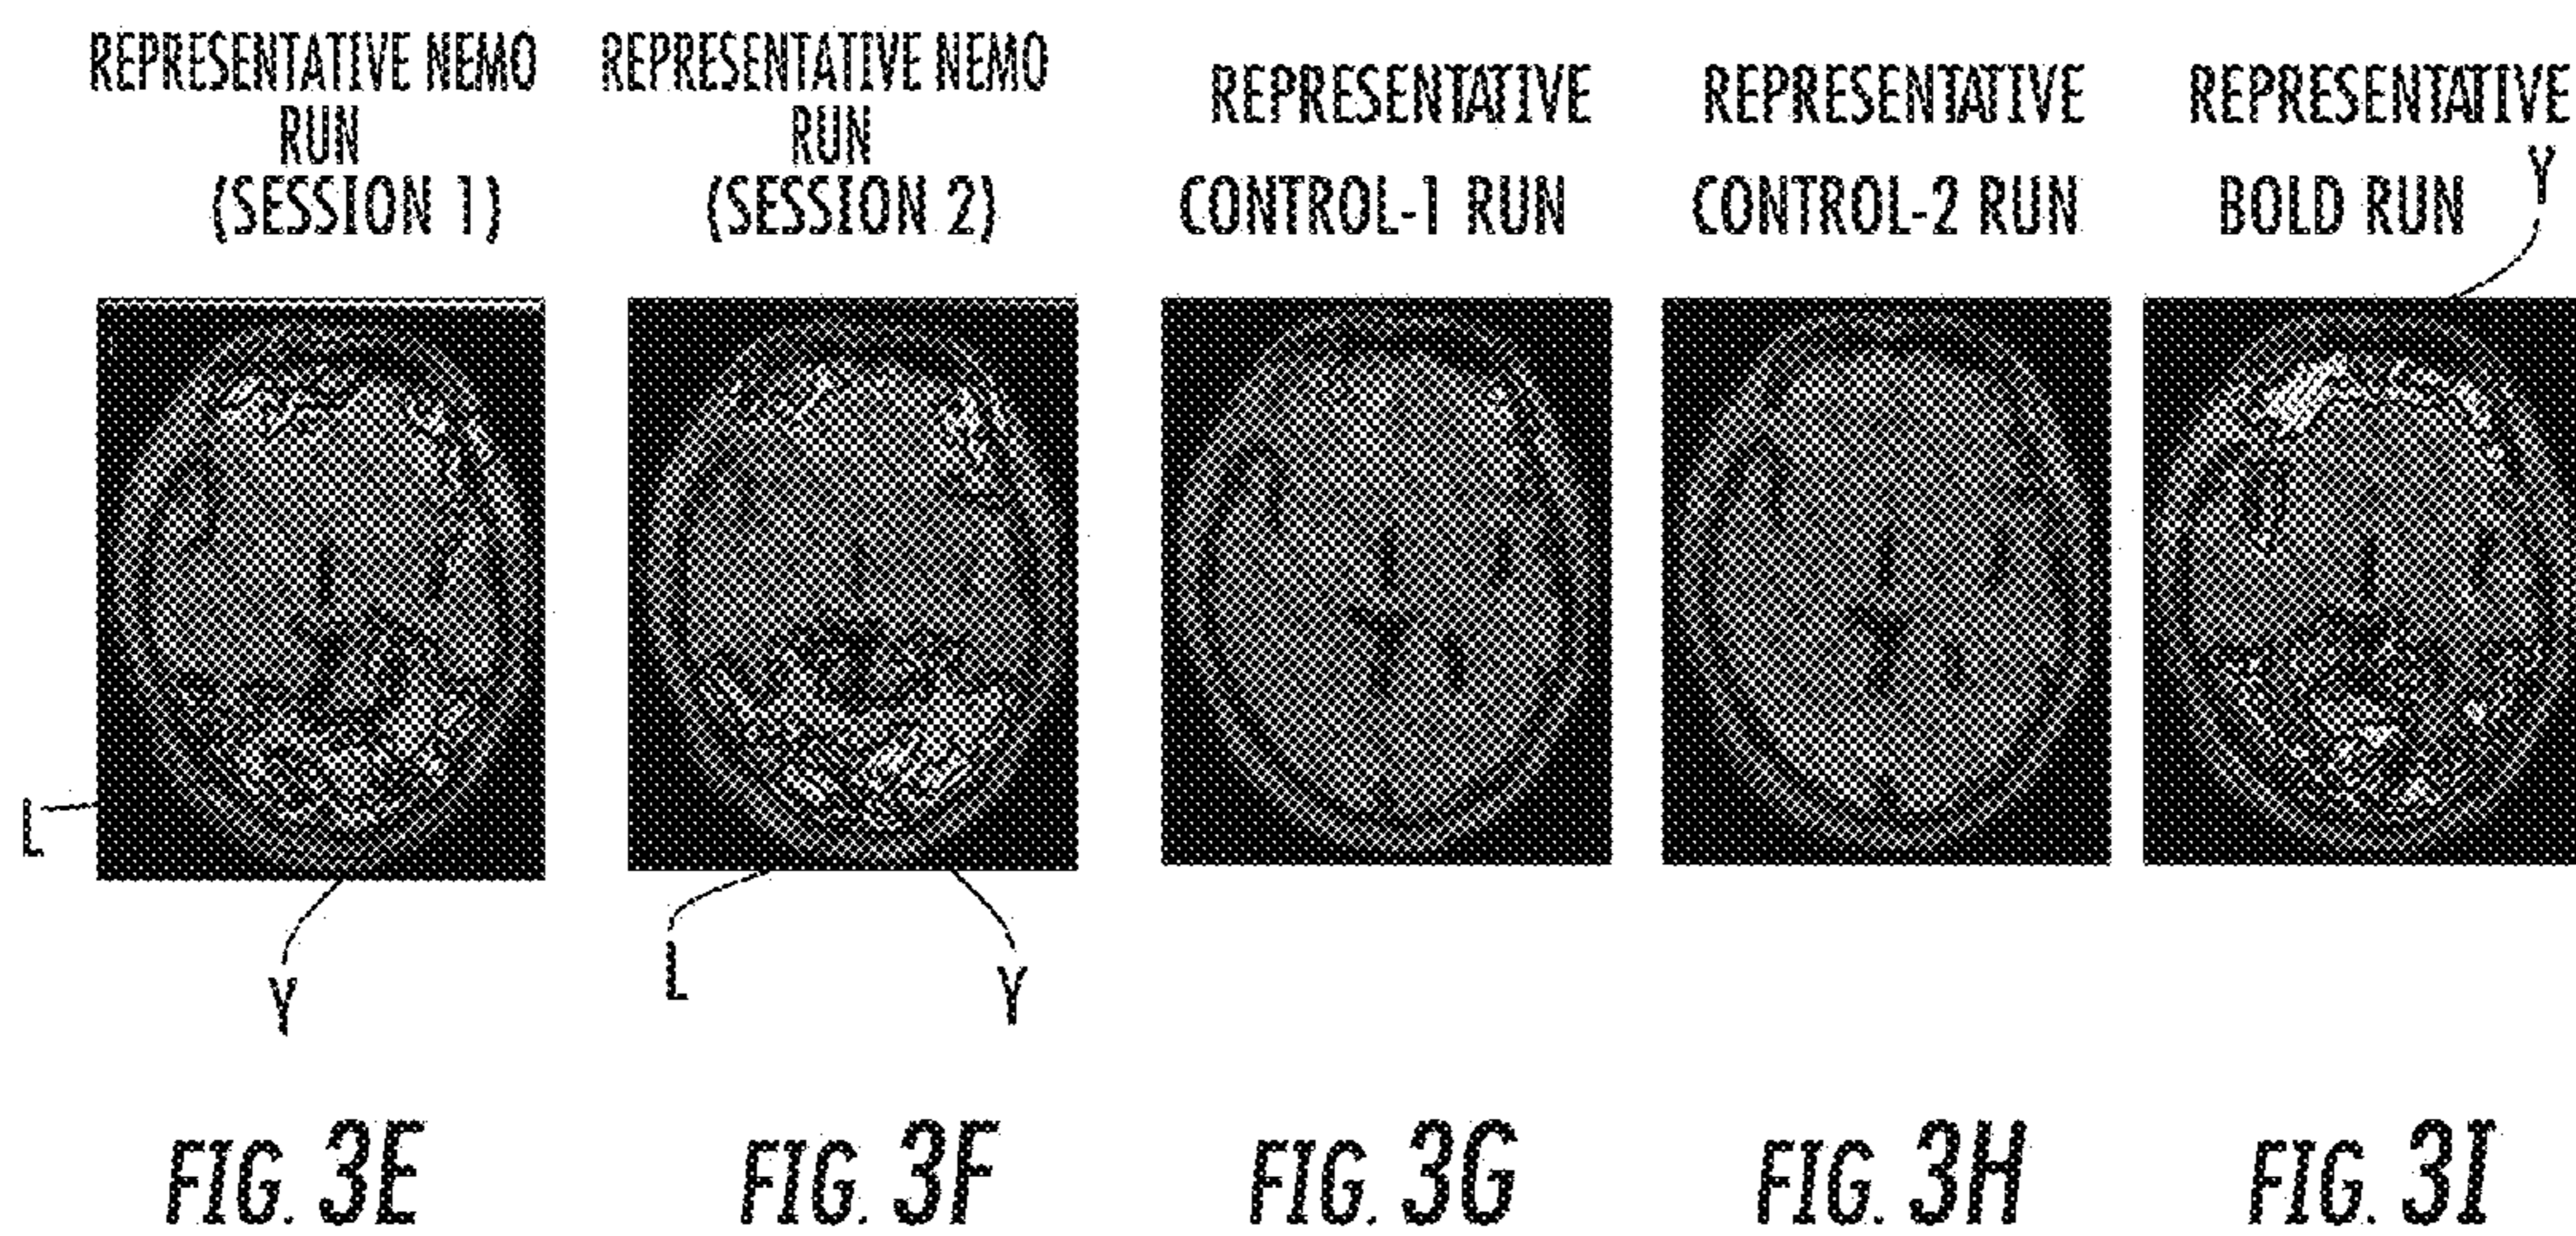 REPRESENTATIVE NEMO
RUN
(SESSION 1)
REPRESENTATIVE NEMO
RUN
(SESSION 2)
REPRESENTATIVE
CONTROL-1 RUN
REPRESENTATIVE
CONTROL-2 RUN
REPRESENTATIVE
BOLD RUN
Y
L
Y
L
Y
FIG. 3E
FIG. 3F
FIG. 3G
FIG. 3H
FIG. 3I